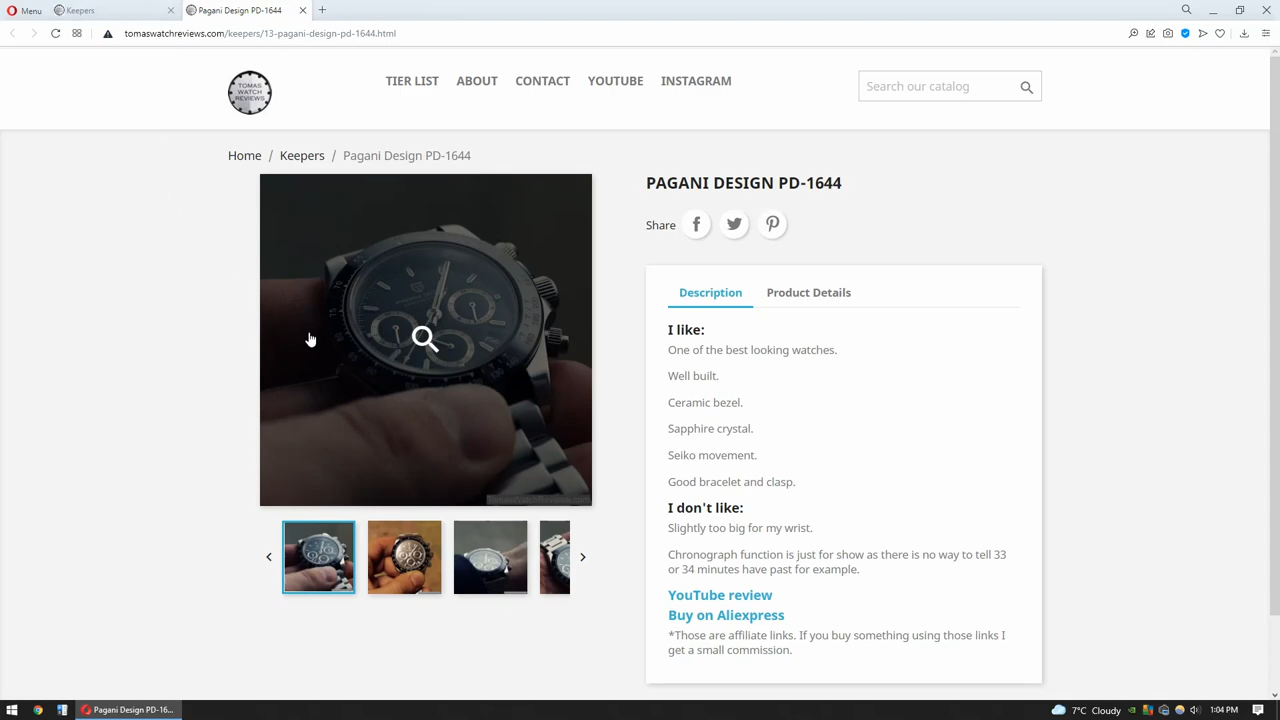 Menu
Keepers
Pagani Design PD-1644
tomaswatchreviews.com/keepers/13-pagani-design-pd-1644.html
TOMAS WATCH REVIEWS
TIER LIST
ABOUT
CONTACT
YOUTUBE
INSTAGRAM
Search our catalog
Home / Keepers / Pagani Design PD-1644
PAGANI DESIGN PD-1644
Share
Description
Product Details
I like:
One of the best looking watches.
Well built.
Ceramic bezel.
Sapphire crystal.
Seiko movement.
Good bracelet and clasp.
I don't like:
Slightly too big for my wrist.
Chronograph function is just for show as there is no way to tell 33
or 34 minutes have past for example.
YouTube review
Buy on Aliexpress
*Those are affiliate links. If you buy something using those links I
get a small commission.
TomasWatchReviews.com
Pagani Design PD-16...
7°C Cloudy
1:04 PM